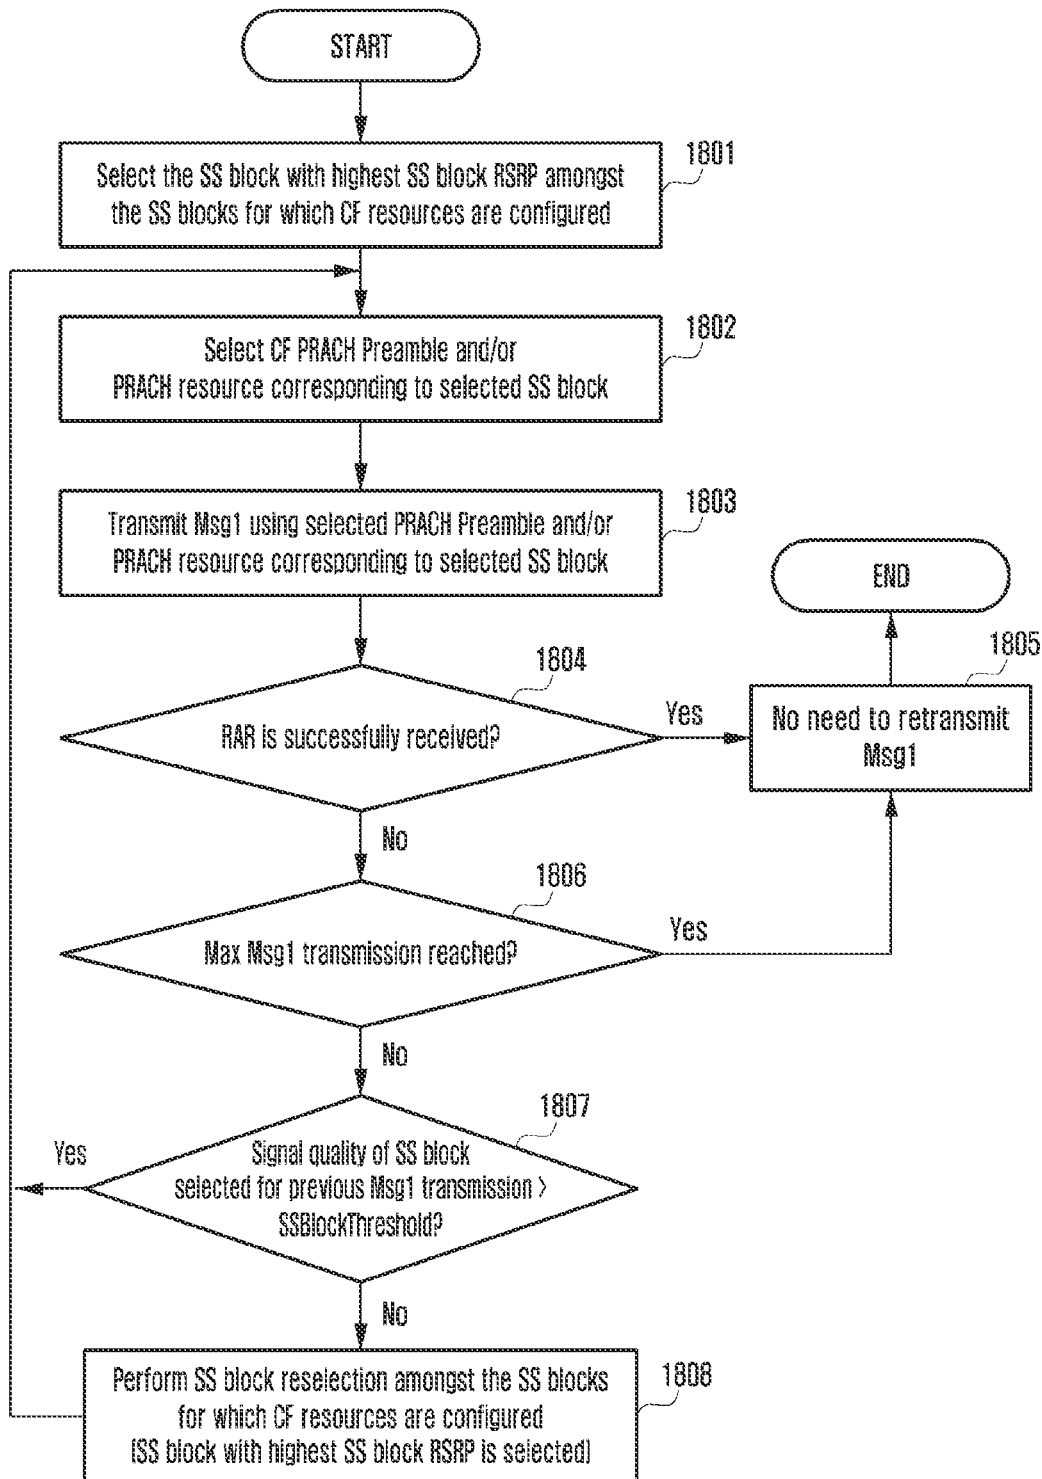 START
1801
Select the SS block with highest SS block RSRP amongst
the SS blocks for which CF resources are configured
1802
Select CF PRACH Preamble and/or
PRACH resource corresponding to selected SS block
1803
Transmit Msg1 using selected PRACH Preamble and/or
PRACH resource corresponding to selected SS block
END
1804
1805
RAR is successfully received?
Yes
No need to retransmit
Msg1
No
1806
Max Msg1 transmission reached?
Yes
No
1807
Yes
Signal quality of SS block
selected for previous Msg1 transmission >
SSBlockThreshold?
No
1808
Perform SS block reselection amongst the SS blocks
for which CF resources are configured
(SS block with highest SS block RSRP is selected)